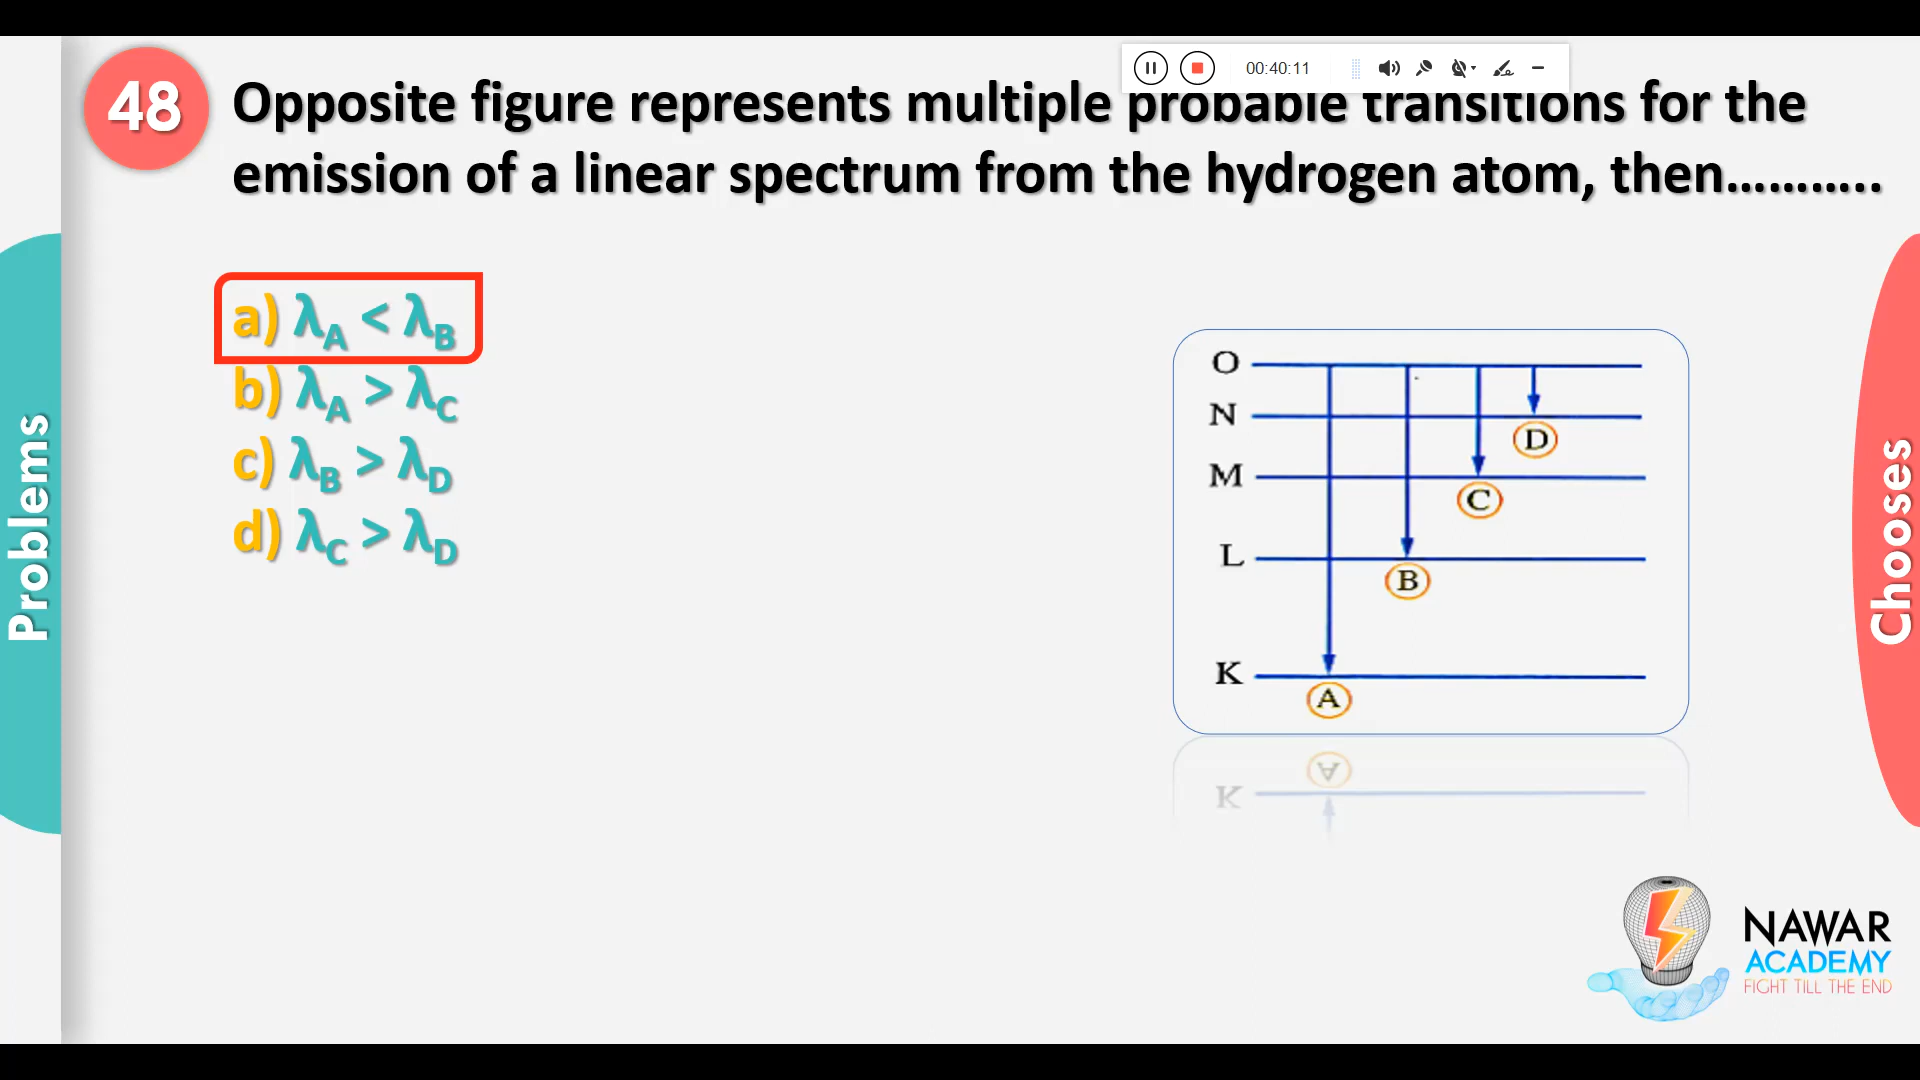 00:40:11
48
Opposite figure represents multiple probable transitions for the
emission of a linear spectrum from the hydrogen atom, then...........
a) λA < λB
b) λA > λC
c) λB > λD
d) λC > λD
Problems
Chooses
O
N
D
M
C
L
B
K
A
NAWAR
ACADEMY
FIGHT TILL THE END